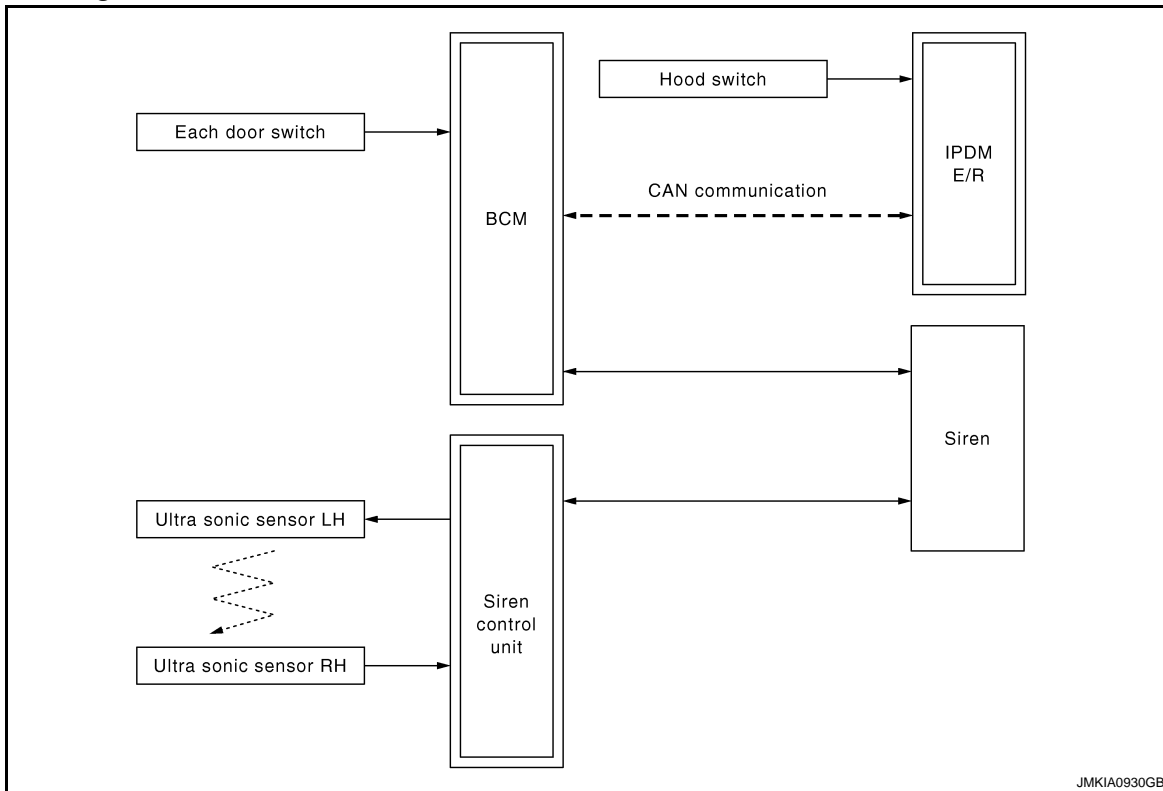 Hood switch
Each door switch
IPDM
E/R
CAN communication
BCM
Siren
Ultra sonic sensor LH
Siren
control
unit
Ultra sonic sensor RH
JMKIA0930GB